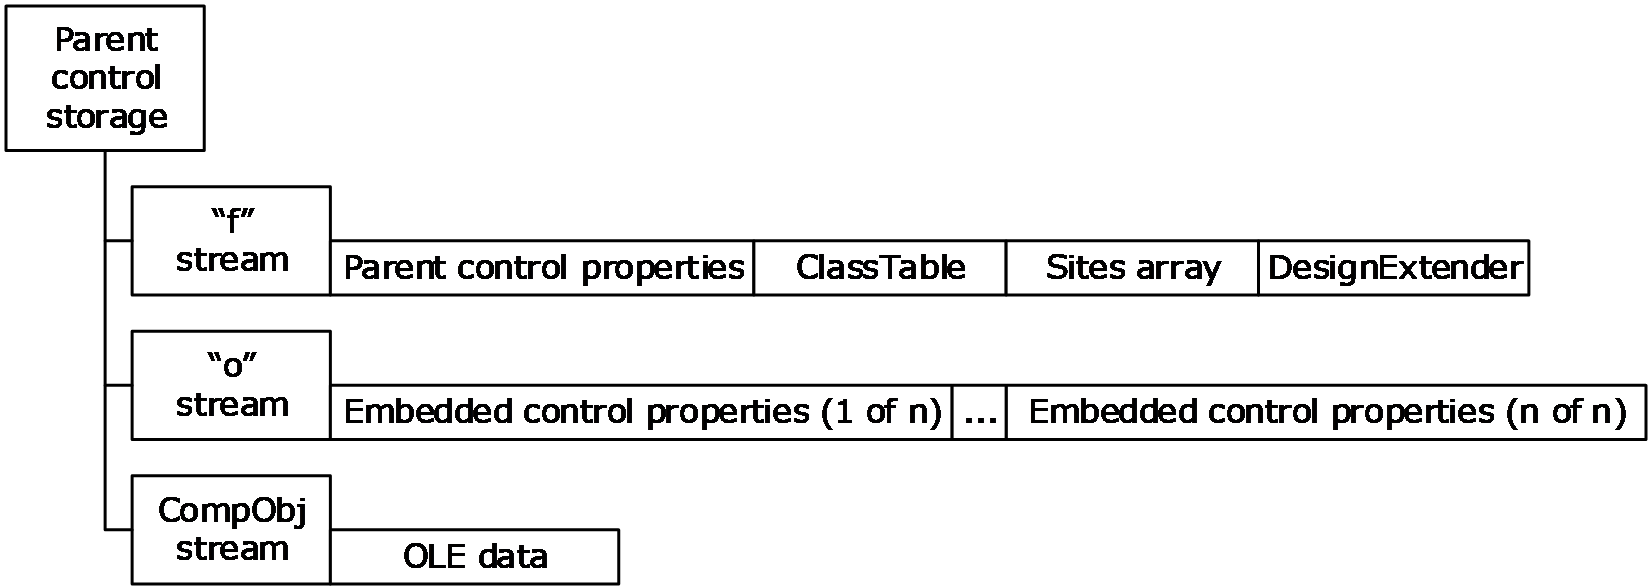 Parent
control
storage
“f”
stream
Parent control properties
ClassTable
Sites array
DesignExtender
“o”
stream
Embedded control properties (1 of n)
...
Embedded control properties (n of n)
CompObj
stream
OLE data